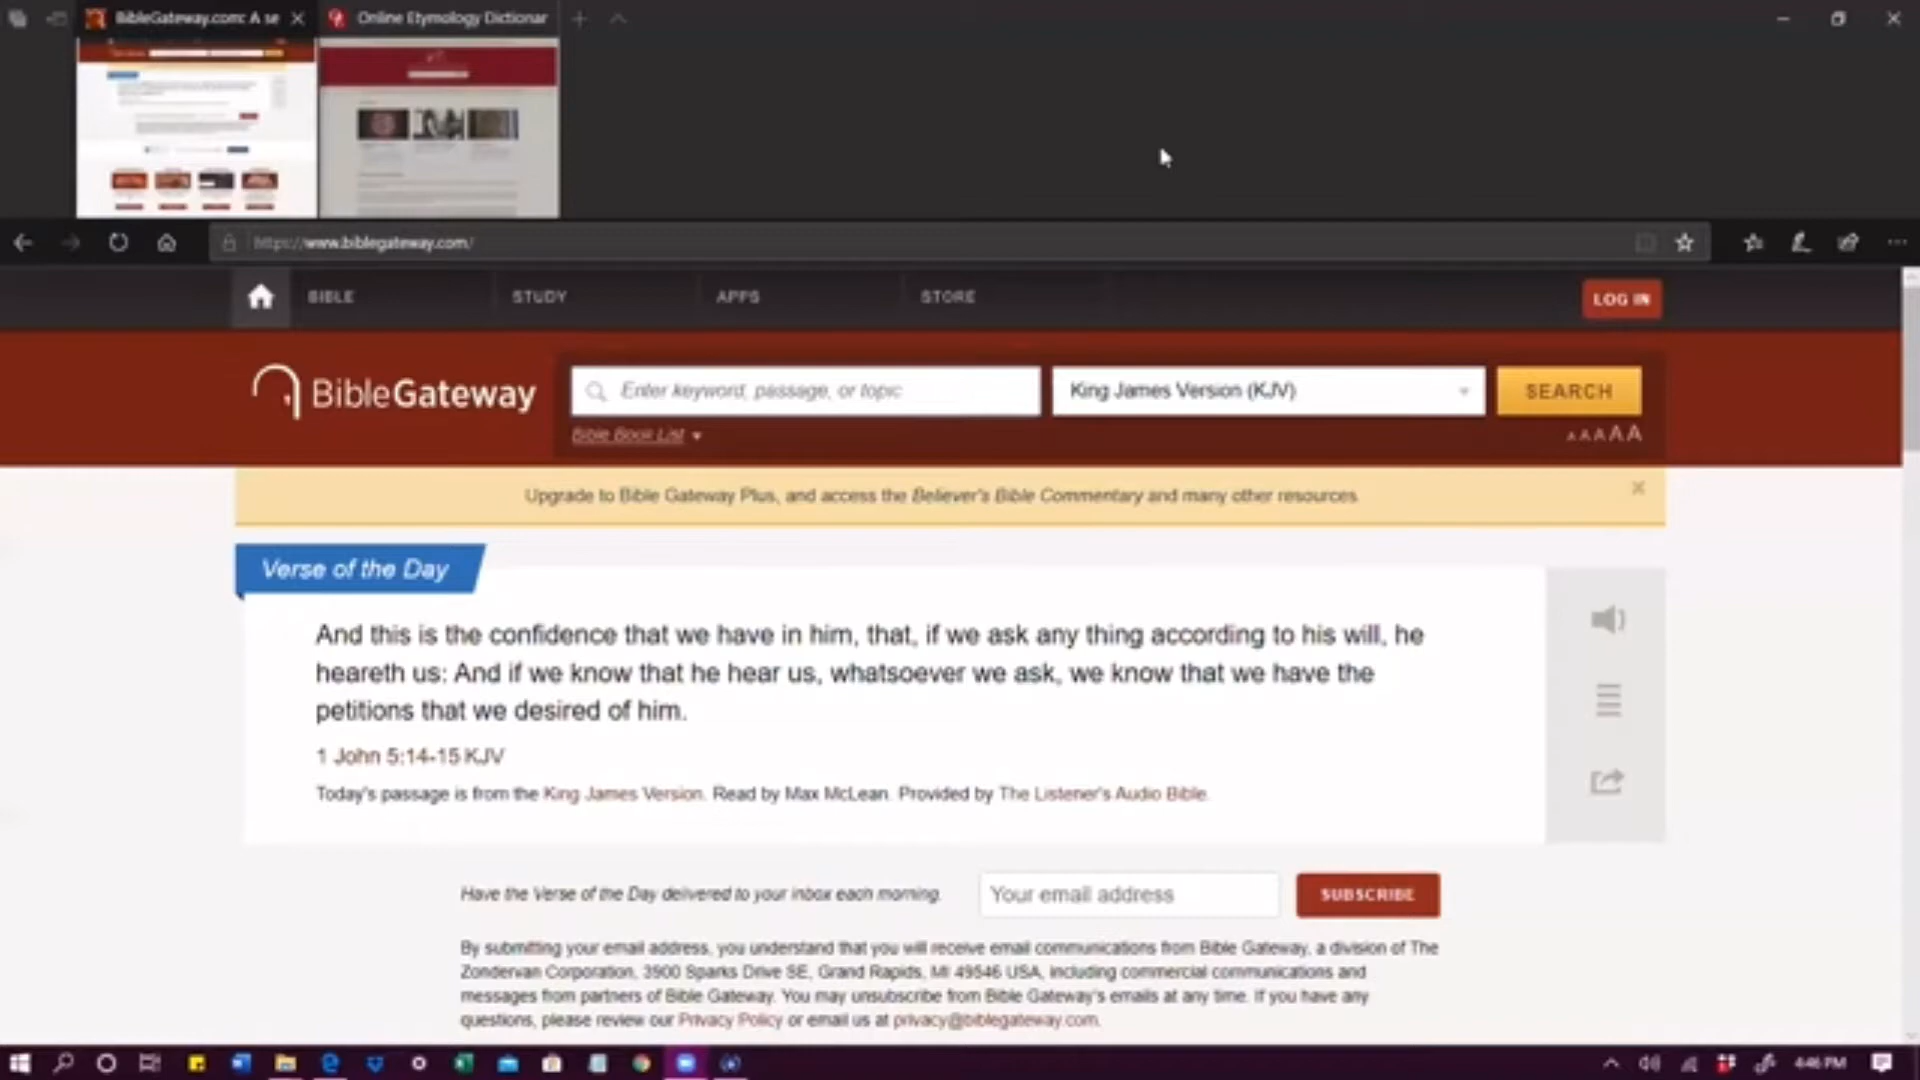 BibleGateway.com: A se
Online Etymology Dictionar
https://www.biblegateway.com/
BIBLE
STUDY
APPS
STORE
LOG IN
BibleGateway
Enter keyword, passage, or topic
King James Version (KJV)
SEARCH
Bible Book List
AAAAA
Upgrade to Bible Gateway Plus, and access the Believer's Bible Commentary and many other resources.
Verse of the Day
And this is the confidence that we have in him, that, if we ask any thing according to his will, he
heareth us: And if we know that he hear us, whatsoever we ask, we know that we have the
petitions that we desired of him.
1 John 5:14-15 KJV
Today's passage is from the King James Version. Read by Max McLean. Provided by The Listener's Audio Bible.
Have the Verse of the Day delivered to your inbox each morning.
Your email address
SUBSCRIBE
By submitting your email address, you understand that you will receive email communications from Bible Gateway, a division of The
Zondervan Corporation, 3900 Sparks Drive SE, Grand Rapids, MI 49546 USA, including commercial communications and
messages from partners of Bible Gateway. You may unsubscribe from Bible Gateway's emails at any time. If you have any
questions, please review our Privacy Policy or email us at privacy@biblegateway.com.
4:46 PM